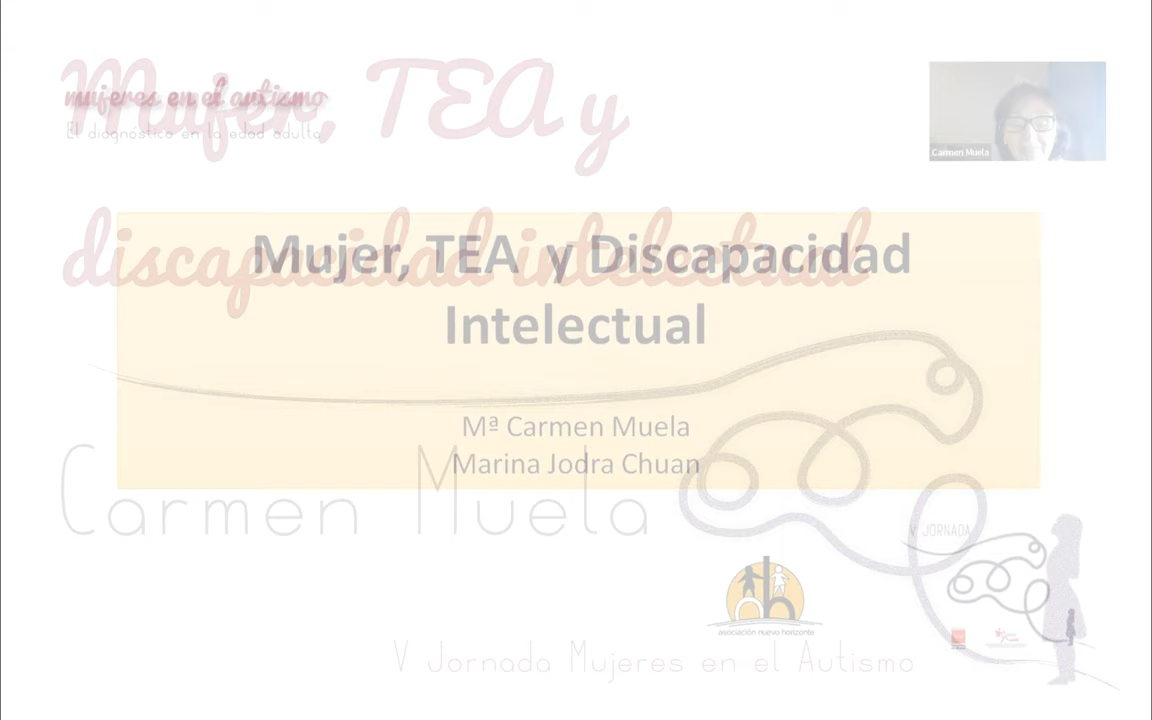 Mujer, TEA y
mujeres en el autismo
El diagnóstico en la edad adulta
Carmen Muela
discapacidad intelectual
Mujer, TEA y Discapacidad
Intelectual
Mª Carmen Muela
Marina Jodra Chuan
Carmen Muela
V JORNADA
asociación nuevo horizonte
V Jornada Mujeres en el Autismo